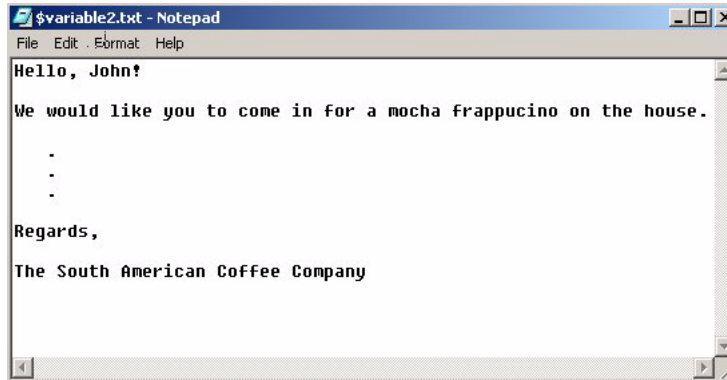 $variable2.txt - Notepad
File Edit Format Help
Hello, John!
We would like you to come in for a mocha frappucino on the house.
.
.
.
Regards,
The South American Coffee Company